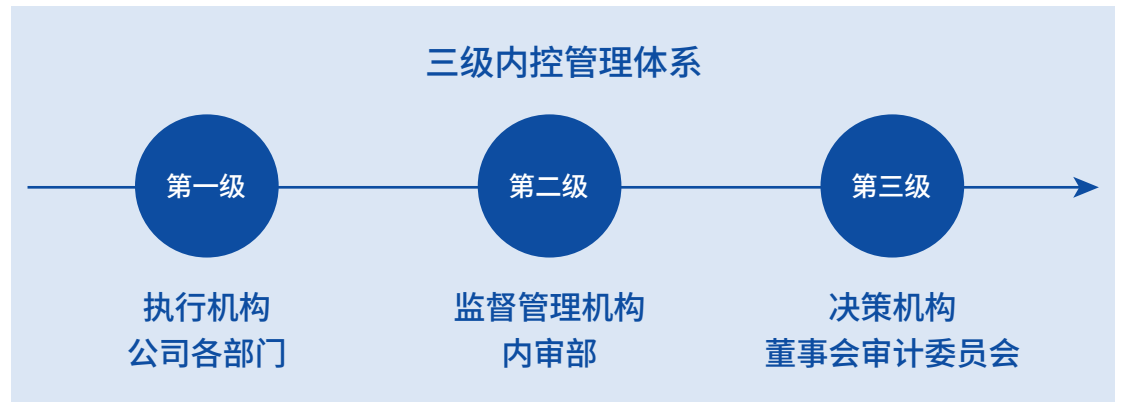 三级内控管理体系
第一级
第二级
第三级
执行机构
公司各部门
监督管理机构
内审部
决策机构
董事会审计委员会